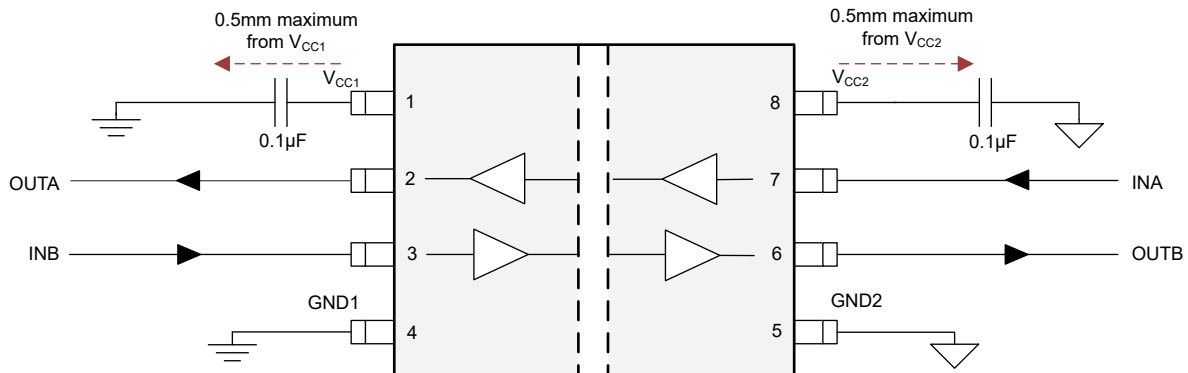 0.5mm maximum
from VCC1
0.5mm maximum
from VCC2
VCC1
VCC2
1
8
0.1µF
0.1µF
OUTA
2
7
INA
INB
3
6
OUTB
GND1
GND2
4
5